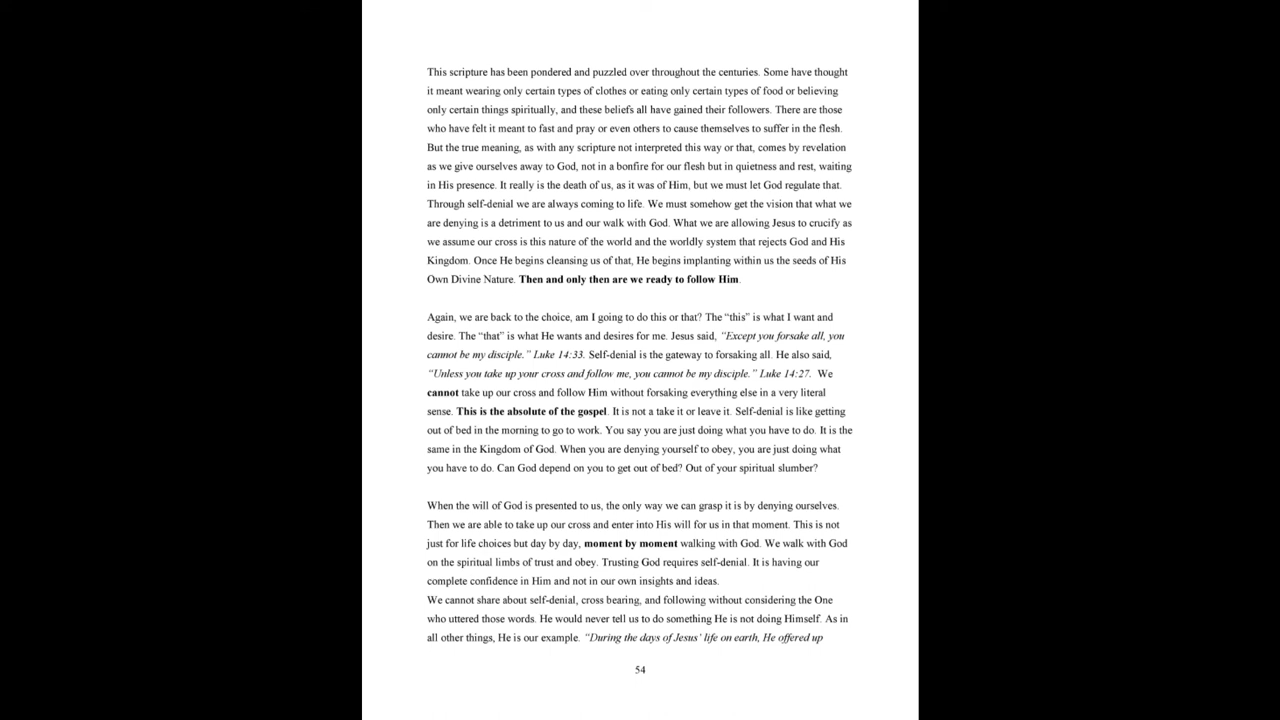 This scripture has been pondered and puzzled over throughout the centuries. Some have thought
it meant wearing only certain types of clothes or eating only certain types of food or believing
only certain things spiritually, and these beliefs all have gained their followers. There are those
who have felt it meant to fast and pray or even others to cause themselves to suffer in the flesh.
But the true meaning, as with any scripture not interpreted this way or that, comes by revelation
as we give ourselves away to God, not in a bonfire for our flesh but in quietness and rest, waiting
in His presence. It really is the death of us, as it was of Him, but we must let God regulate that.
Through self-denial we are always coming to life. We must somehow get the vision that what we
are denying is a detriment to us and our walk with God. What we are allowing Jesus to crucify as
we assume our cross is this nature of the world and the worldly system that rejects God and His
Kingdom. Once He begins cleansing us of that, He begins implanting within us the seeds of His
Own Divine Nature. Then and only then are we ready to follow Him.
Again, we are back to the choice, am I going to do this or that? The “this” is what I want and
desire. The “that” is what He wants and desires for me. Jesus said, “Except you forsake all, you
cannot be my disciple.” Luke 14:33. Self-denial is the gateway to forsaking all. He also said,
“Unless you take up your cross and follow me, you cannot be my disciple.” Luke 14:27. We
cannot take up our cross and follow Him without forsaking everything else in a very literal
sense. This is the absolute of the gospel. It is not a take it or leave it. Self-denial is like getting
out of bed in the morning to go to work. You say you are just doing what you have to do. It is the
same in the Kingdom of God. When you are denying yourself to obey, you are just doing what
you have to do. Can God depend on you to get out of bed? Out of your spiritual slumber?
When the will of God is presented to us, the only way we can grasp it is by denying ourselves.
Then we are able to take up our cross and enter into His will for us in that moment. This is not
just for life choices but day by day, moment by moment walking with God. We walk with God
on the spiritual limbs of trust and obey. Trusting God requires self-denial. It is having our
complete confidence in Him and not in our own insights and ideas.
We cannot share about self-denial, cross bearing, and following without considering the One
who uttered those words. He would never tell us to do something He is not doing Himself. As in
all other things, He is our example. “During the days of Jesus’ life on earth, He offered up
54